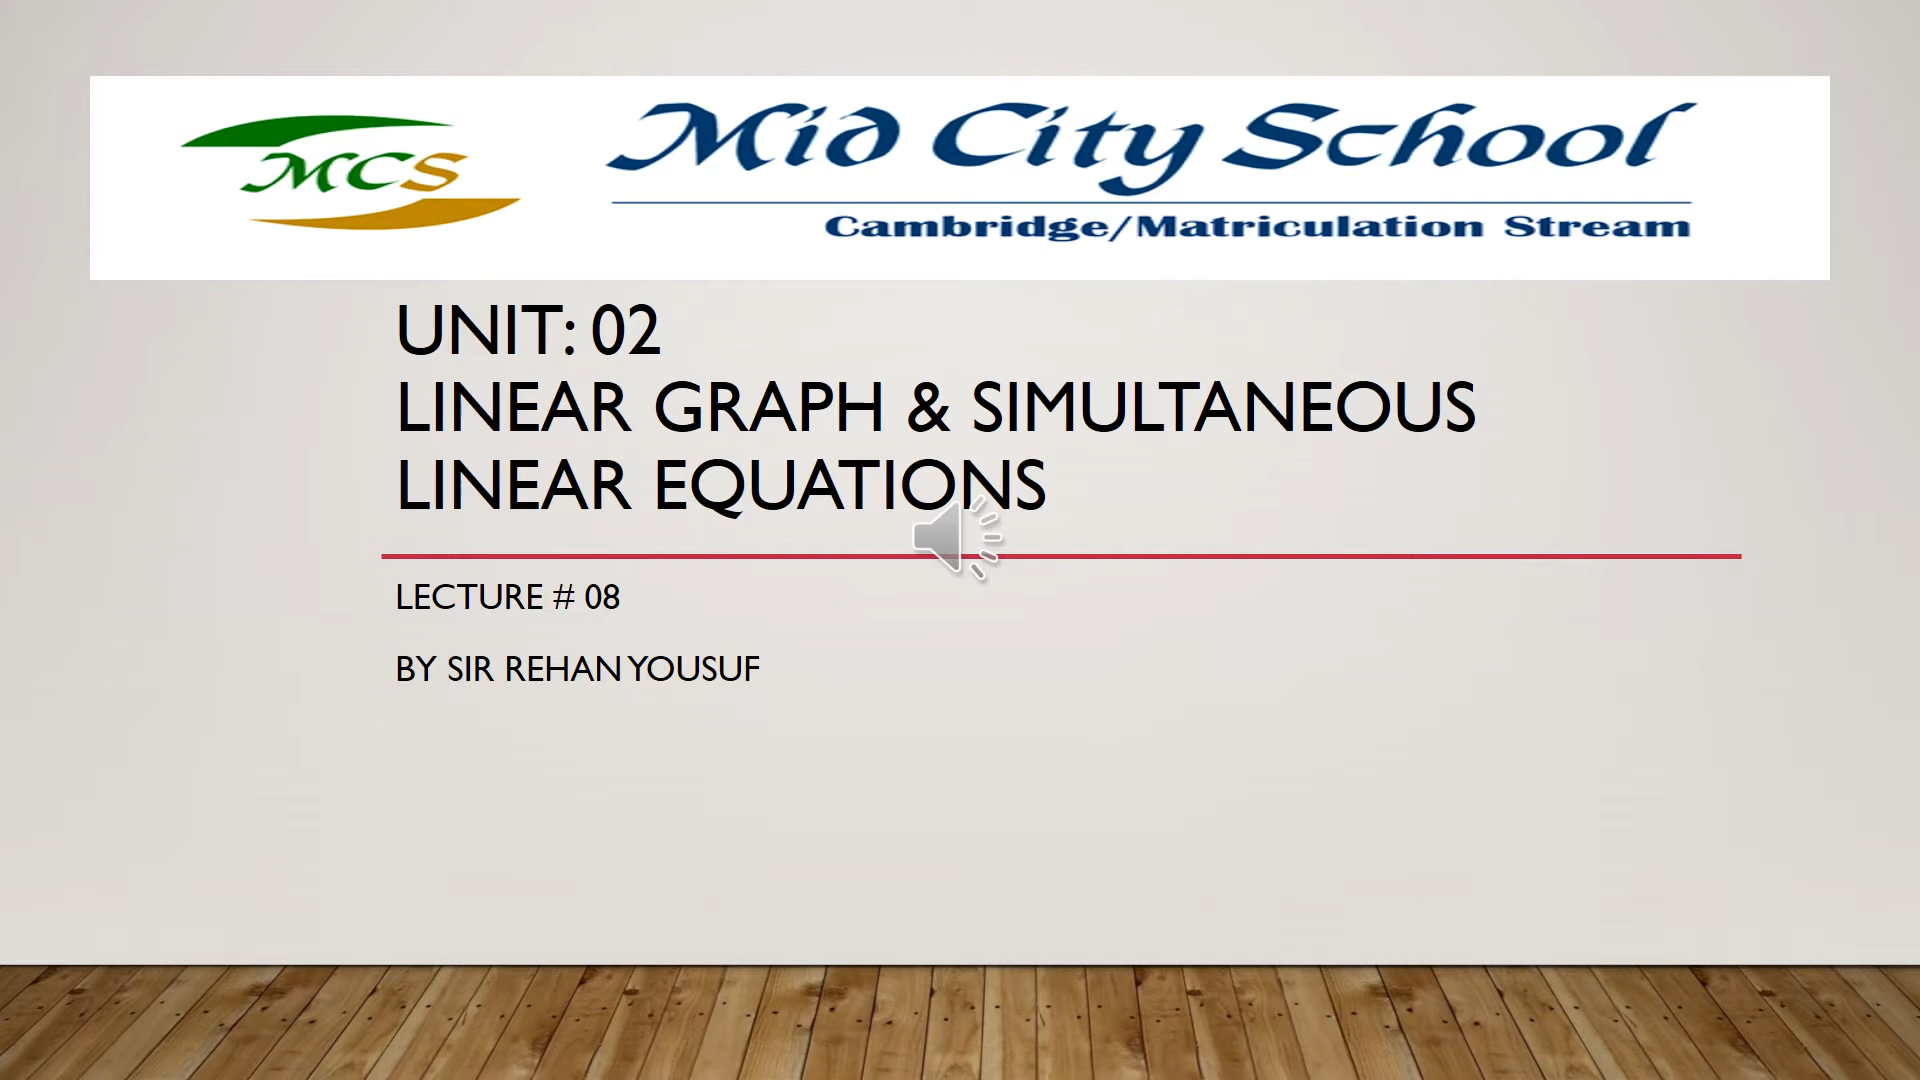 MCS
Mid City School
Cambridge/Matriculation Stream
UNIT: 02
LINEAR GRAPH & SIMULTANEOUS
LINEAR EQUATIONS
LECTURE # 08
BY SIR REHAN YOUSUF